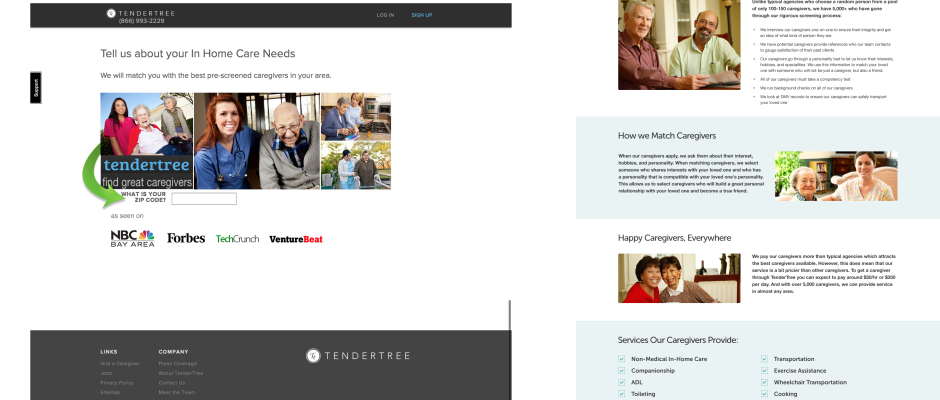 TENDERTREE
(866) 993-2229
LOG IN
SIGN UP
Tell us about your In Home Care Needs
We will match you with the best pre-screened caregivers in your area.
Support
tendertree
find great caregivers
WHAT IS YOUR
ZIP CODE?
as seen on
NBC
BAY AREA
Forbes
TechCrunch
VentureBeat
LINKS
Hire a Caregiver
Jobs
Privacy Policy
Sitemap
COMPANY
Press Coverage
About TenderTree
Contact Us
Meet the Team
TENDERTREE
Unlike typical agencies who choose a random person from a pool
of only 100-150 caregivers, we have 5,000+ who have gone
through our rigorous screening process:
We interview our caregivers one on one to ensure their integrity and get
an idea of what kind of person they are
We have potential caregivers provide references who our team contacts
to gauge satisfaction of their past clients
Our caregivers go through a personality test to let us know their interests,
hobbies, and specialties. We use this information to match your loved
one with someone who will not be just a caregiver, but also a friend
All of our caregivers must take a competency test
We run background checks on all of our caregivers
We look at DMV records to ensure our caregivers can safely transport
your loved one
How we Match Caregivers
When our caregivers apply, we ask them about their interest,
hobbies, and personality. When matching caregivers, we select
someone who shares interests with your loved one and who has
a personality that is compatible with your loved one's personality.
This allows us to select caregivers who will build a great personal
relationship with your loved one and become a true friend.
Happy Caregivers, Everywhere
We pay our caregivers more than typical agencies which attracts
the best caregivers available. However, this does mean that our
service is a bit pricier than other caregivers. To get a caregiver
through TenderTree you can expect to pay around $30/hr or $350
per day. And with over 5,000 caregivers, we can provide service
in almost any area.
Services Our Caregivers Provide:
Non-Medical In-Home Care
Companionship
ADL
Toileting
Transportation
Exercise Assistance
Wheelchair Transportation
Cooking